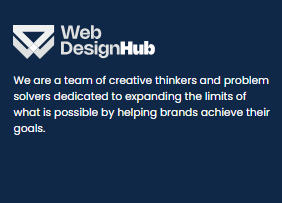 Web
DesignHub
We are a team of creative thinkers and problem
solvers dedicated to expanding the limits of
what is possible by helping brands achieve their
goals.